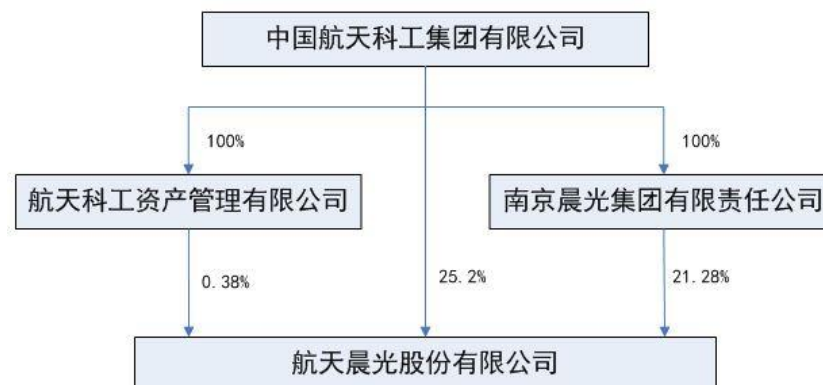 中国航天科工集团有限公司
100%
100%
航天科工资产管理有限公司
南京晨光集团有限责任公司
0.38%
25.2%
21.28%
航天晨光股份有限公司